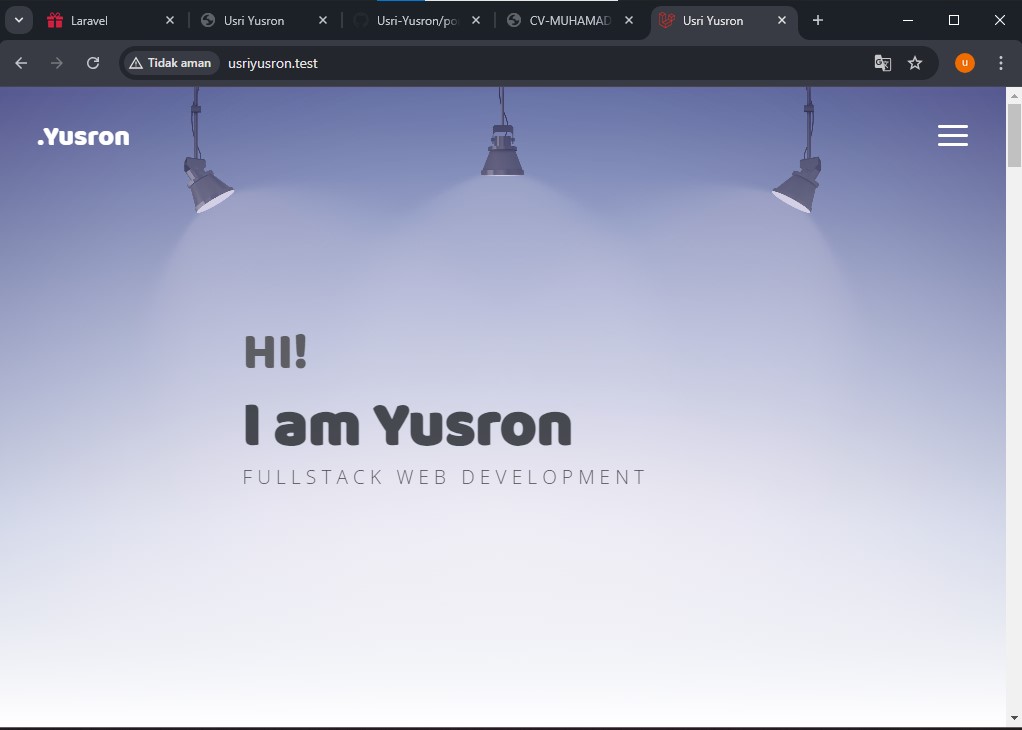 Laravel
Usri Yusron
Usri-Yusron/po
CV-MUHAMAD
Usri Yusron
Tidak aman
usriyusron.test
u
.Yusron
HI!
I am Yusron
FULLSTACK WEB DEVELOPMENT